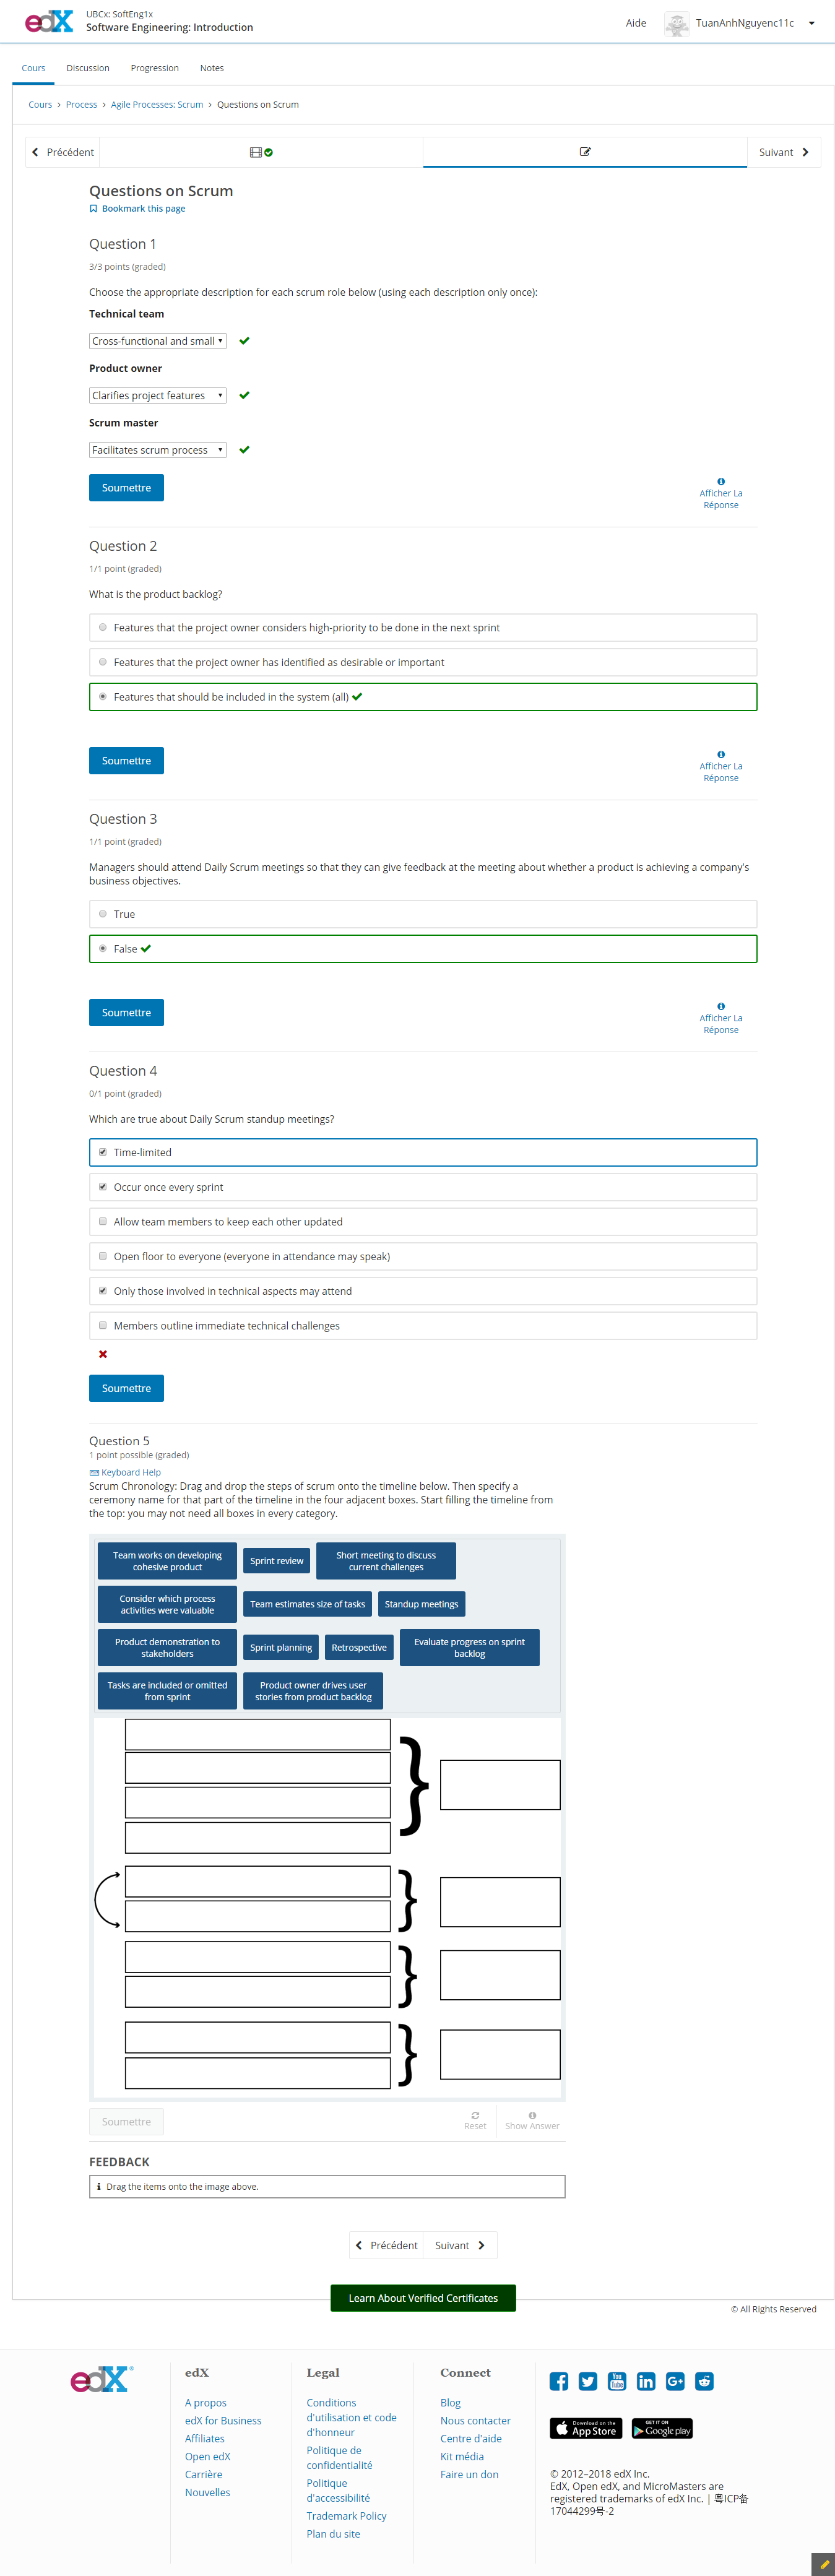 edX
UBCx: SoftEng1x
Software Engineering: Introduction
Aide
TuanAnhNguyenc11c
Cours
Discussion
Progression
Notes
Cours > Process > Agile Processes: Scrum > Questions on Scrum
Précédent
Suivant
Questions on Scrum
Bookmark this page
Question 1
3/3 points (graded)
Choose the appropriate description for each scrum role below (using each description only once):
Technical team
Cross-functional and small
Product owner
Clarifies project features
Scrum master
Facilitates scrum process
Soumettre
Afficher La
Réponse
Question 2
1/1 point (graded)
What is the product backlog?
Features that the project owner considers high-priority to be done in the next sprint
Features that the project owner has identified as desirable or important
Features that should be included in the system (all)
Soumettre
Afficher La
Réponse
Question 3
1/1 point (graded)
Managers should attend Daily Scrum meetings so that they can give feedback at the meeting about whether a product is achieving a company's
business objectives.
True
False
Soumettre
Afficher La
Réponse
Question 4
0/1 point (graded)
Which are true about Daily Scrum standup meetings?
Time-limited
Occur once every sprint
Allow team members to keep each other updated
Open floor to everyone (everyone in attendance may speak)
Only those involved in technical aspects may attend
Members outline immediate technical challenges
Soumettre
Question 5
1 point possible (graded)
Keyboard Help
Scrum Chronology: Drag and drop the steps of scrum onto the timeline below. Then specify a
ceremony name for that part of the timeline in the four adjacent boxes. Start filling the timeline from
the top: you may not need all boxes in every category.
Team works on developing
cohesive product
Sprint review
Short meeting to discuss
current challenges
Consider which process
activities were valuable
Team estimates size of tasks
Standup meetings
Product demonstration to
stakeholders
Sprint planning
Retrospective
Evaluate progress on sprint
backlog
Tasks are included or omitted
from sprint
Product owner drives user
stories from product backlog
Soumettre
Reset
Show Answer
FEEDBACK
Drag the items onto the image above.
Précédent
Suivant
Learn About Verified Certificates
© All Rights Reserved
edX
edX
A propos
edX for Business
Affiliates
Open edX
Carrière
Nouvelles
Legal
Conditions
d'utilisation et code
d'honneur
Politique de
confidentialité
Politique
d'accessibilité
Trademark Policy
Plan du site
Connect
Blog
Nous contacter
Centre d'aide
Kit média
Faire un don
You
Tube
in
G+
Download on the
App Store
GET IT ON
Google play
© 2012–2018 edX Inc.
EdX, Open edX, and MicroMasters are
registered trademarks of edX Inc. | 粤ICP备
17044299号-2